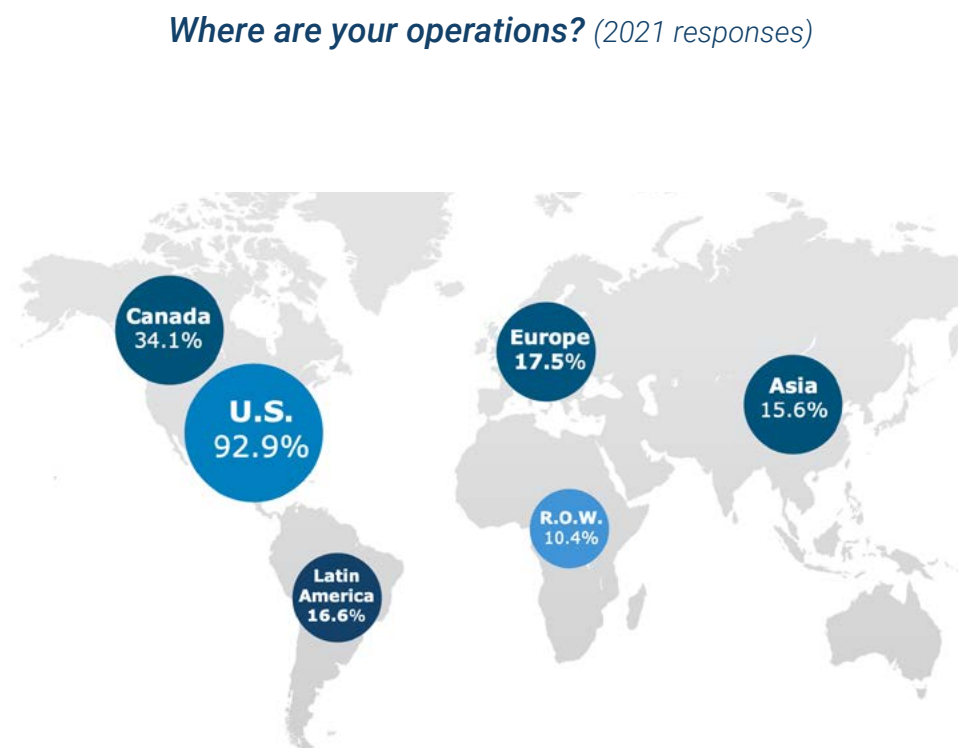 Where are your operations? (2021 responses)
Canada
34.1%
U.S.
92.9%
Europe
17.5%
Asia
15.6%
R.O.W.
10.4%
Latin
America
16.6%